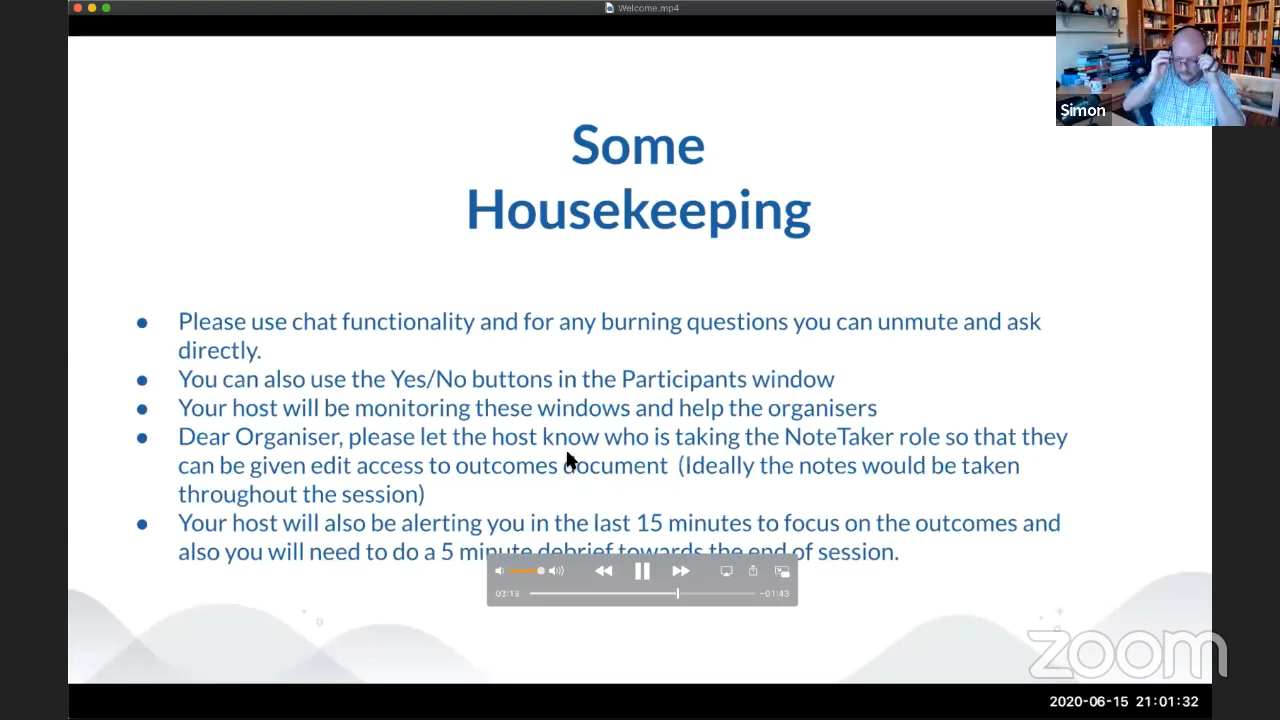 Welcome.mp4
Simon
Some
Housekeeping
● Please use chat functionality and for any burning questions you can unmute and ask
directly.
● You can also use the Yes/No buttons in the Participants window
● Your host will be monitoring these windows and help the organisers
● Dear Organiser, please let the host know who is taking the NoteTaker role so that they
can be given edit access to outcomes document (Ideally the notes would be taken
throughout the session)
● Your host will also be alerting you in the last 15 minutes to focus on the outcomes and
also you will need to do a 5 minute debrief towards the end of session.
03:19
-01:43
zoom
2020-06-15 21:01:32